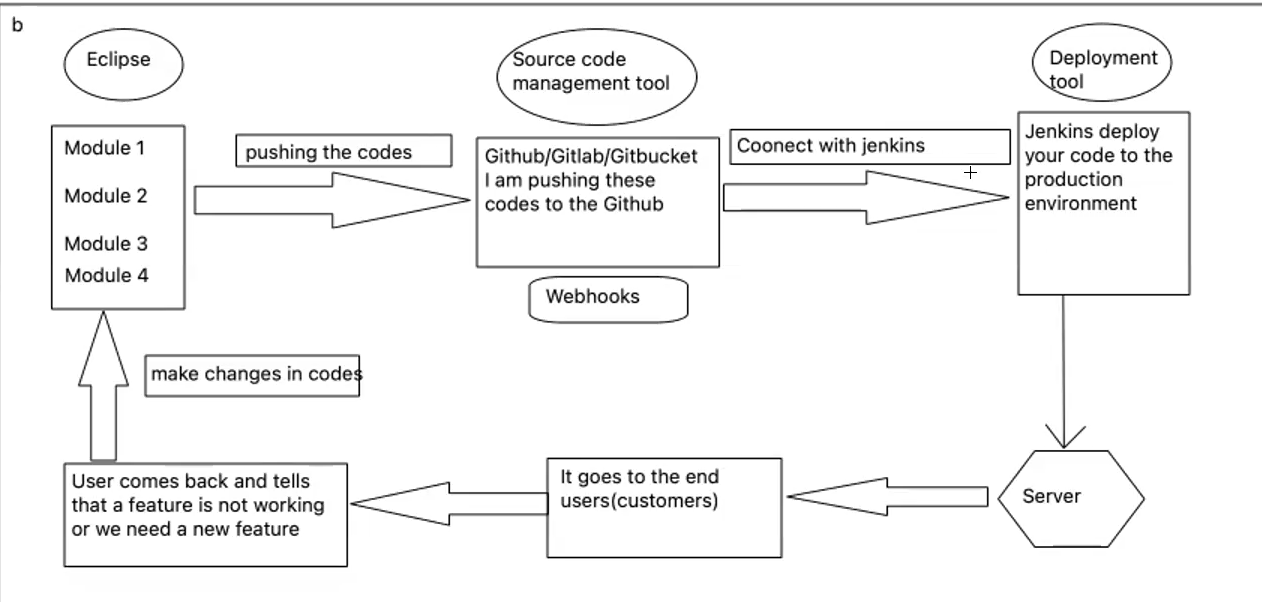 b
Eclipse
Source code
management tool
Deployment
tool
Module 1
Module 2
Module 3
Module 4
pushing the codes
Github/Gitlab/Gitbucket
I am pushing these
codes to the Github
Coonect with jenkins
Jenkins deploy
your code to the
production
environment
Webhooks
make changes in codes
User comes back and tells
that a feature is not working
or we need a new feature
It goes to the end
users(customers)
Server